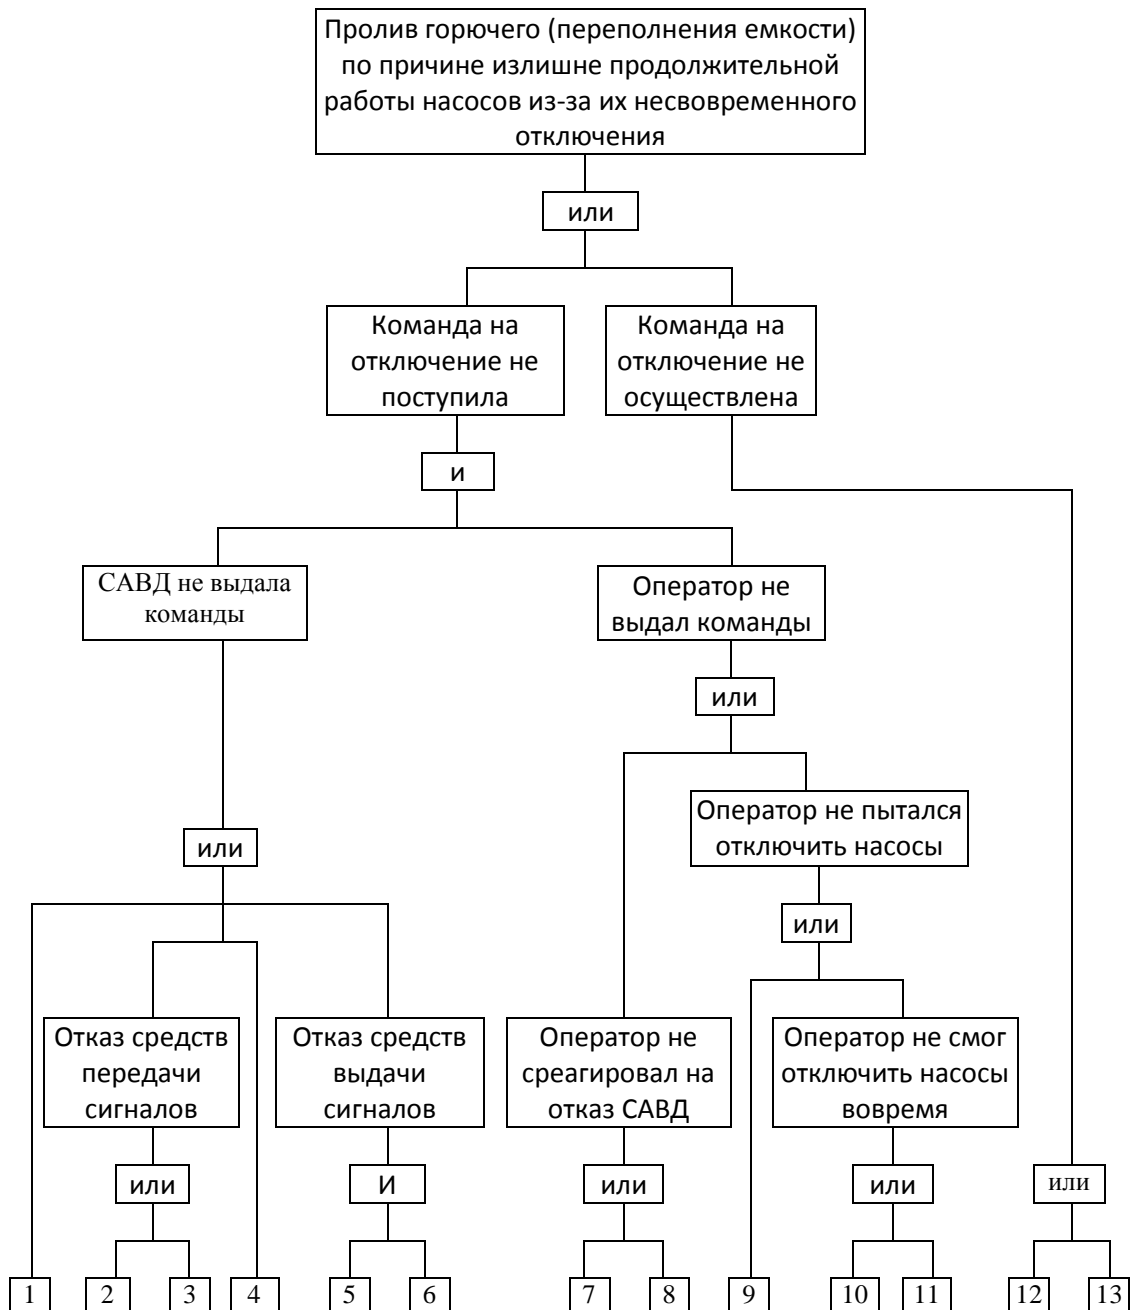 Пролив горючего (переполнения емкости)
по причине излишне продолжительной
работы насосов из-за их несвовременного
отключения
или
Команда на
отключение не
поступила
Команда на
отключение не
осуществлена
и
САВД не выдала
команды
Оператор не
выдал команды
или
Оператор не пытался
отключить насосы
или
или
Отказ средств
передачи
сигналов
Отказ средств
выдачи
сигналов
Оператор не
среагировал на
отказ САВД
Оператор не смог
отключить насосы
вовремя
или
И
или
или
или
1
2
3
4
5
6
7
8
9
10
11
12
13